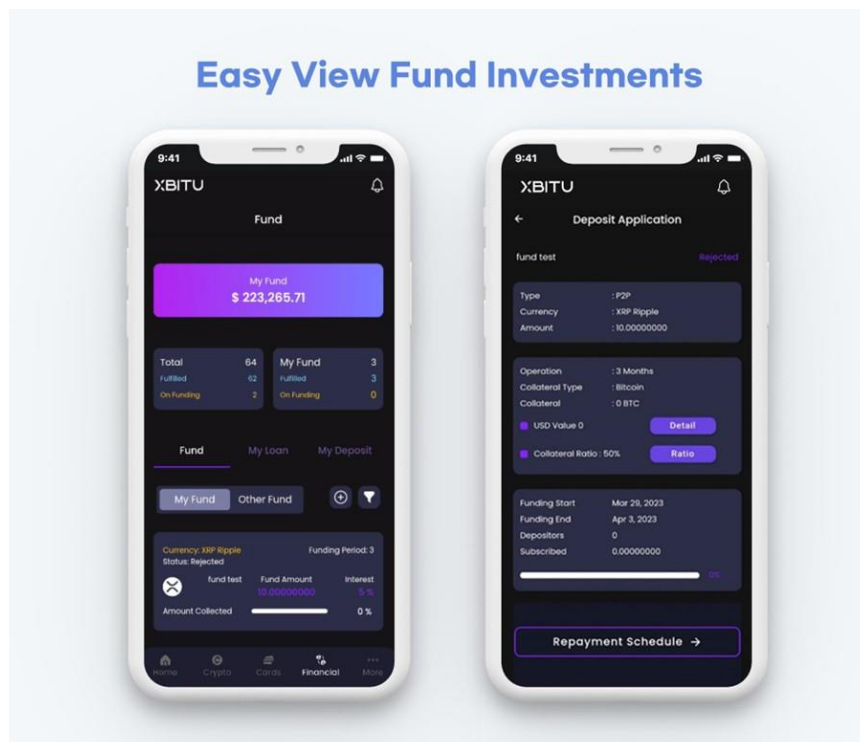 Easy View Fund Investments
9:41
XBITU
Fund
My Fund
$ 223,265.71
Total 64
Fulfilled 62
On Funding 2
My Fund 3
Fulfilled 3
On Funding 0
Fund My Loan My Deposit
My Fund Other Fund
Currency: XRP Ripple Funding Period: 3
Status: Rejected
fund test Fund Amount Interest
10.00000000 5 %
Amount Collected 0 %
Home Crypto Cards Financial More
9:41
XBITU
Deposit Application
fund test Rejected
Type : P2P
Currency : XRP Ripple
Amount : 10.00000000
Operation : 3 Months
Collateral Type : Bitcoin
Collateral : 0 BTC
USD Value 0 Detail
Collateral Ratio : 50% Ratio
Funding Start Mar 29, 2023
Funding End Apr 3, 2023
Depositors 0
Subscribed 0.00000000
0%
Repayment Schedule →